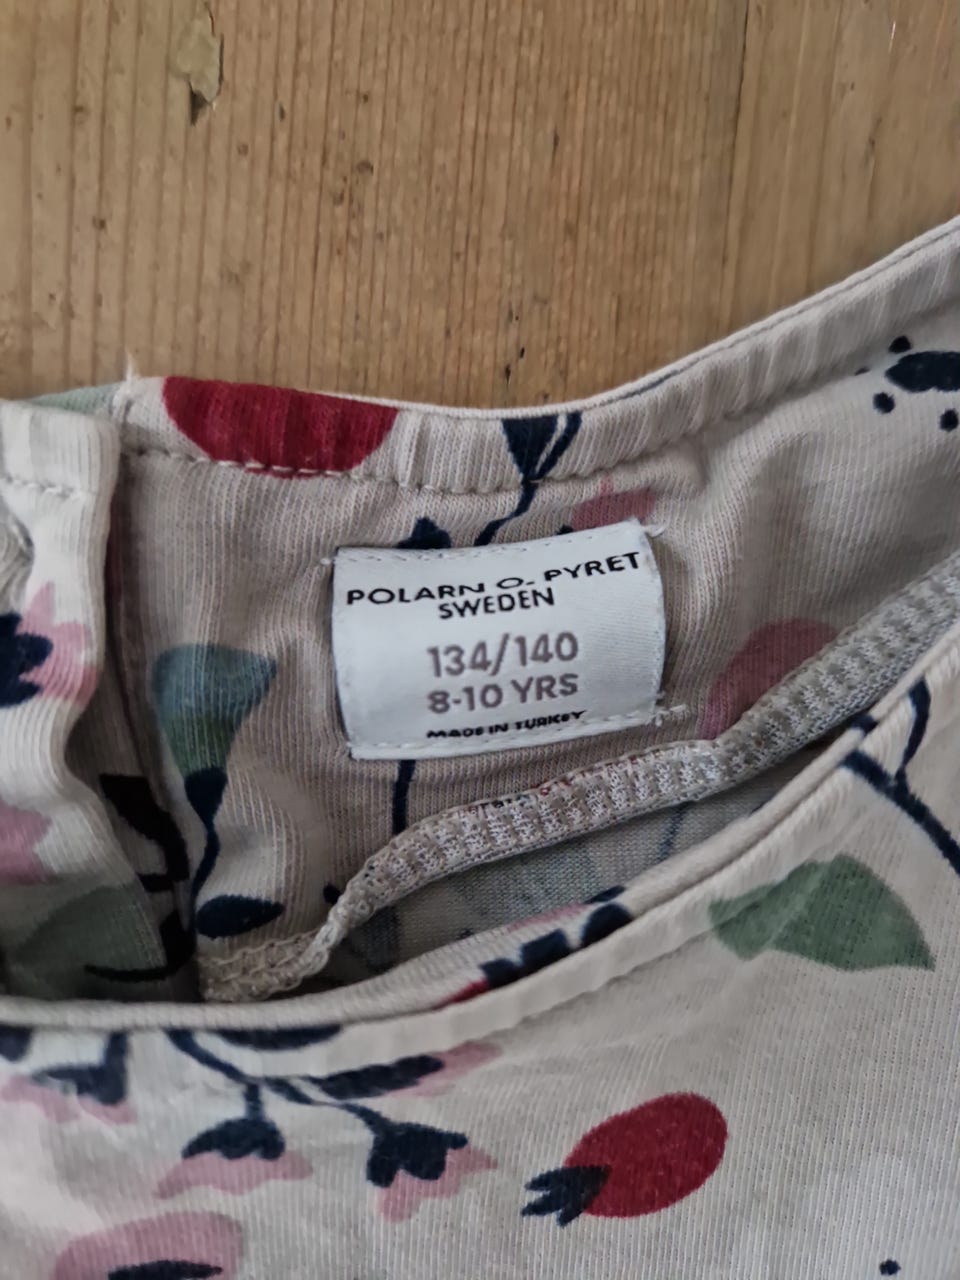 POLARN O. PYRET
SWEDEN
134/140
8-10 YRS
MADE IN TURKEY